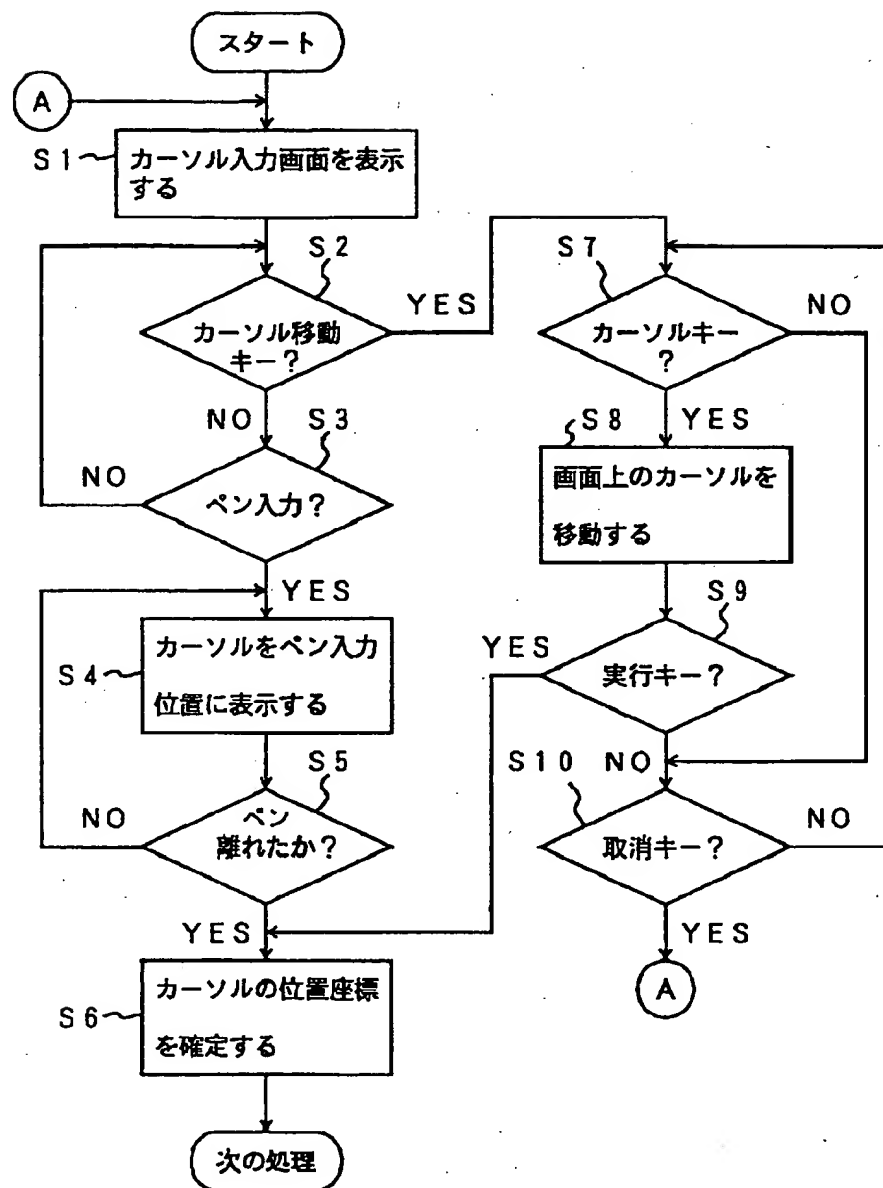 スタート
A
S1
カーソル入力画面を表示
する
S2
YES
カーソル移動
キー?
NO
S3
NO
ペン入力?
YES
S4
カーソルをペン入力
位置に表示する
S5
NO
ペン
離れたか?
YES
S6
カーソルの位置座標
を確定する
次の処理
S7
NO
カーソルキー
?
S8
YES
画面上のカーソルを
移動する
S9
YES
実行キー?
S10
NO
NO
取消キー?
YES
A